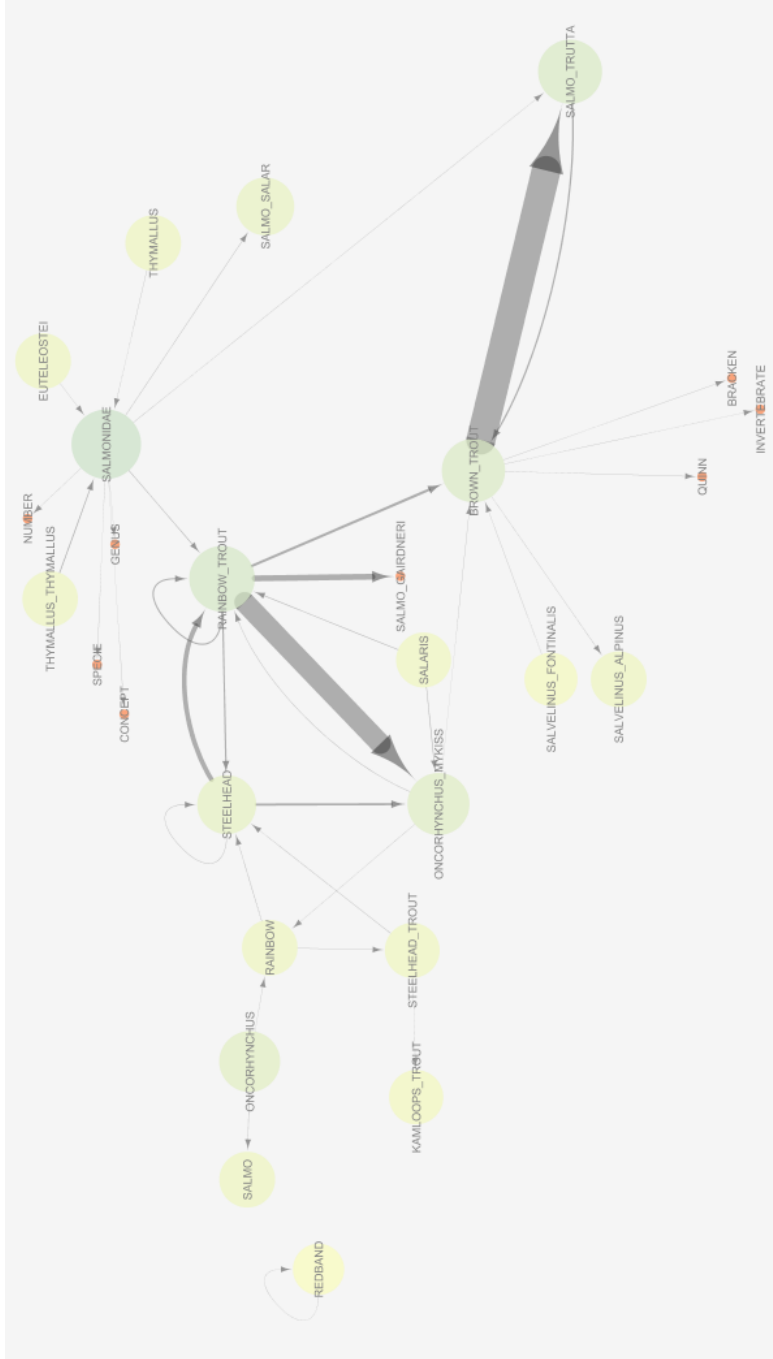 SALMO_TRUTTA
SALMO_SALAR
THYMALLUS
EUTELEOSTEI
SALMONIDAE
NUMBER
THYMALLUS_THYMALLUS
GENUS
SPECIE
CONCEPT
RAINBOW_TROUT
BROWN_TROUT
BRACKEN
INVERTEBRATE
QUINN
SALMO_GAIRDNERI
SALARIS
SALVELINUS_FONTINALIS
SALVELINUS_ALPINUS
STEELHEAD
ONCORHYNCHUS_MYKISS
RAINBOW
STEELHEAD_TROUT
ONCORHYNCHUS
KAMLOOPS_TROUT
SALMO
REDBAND